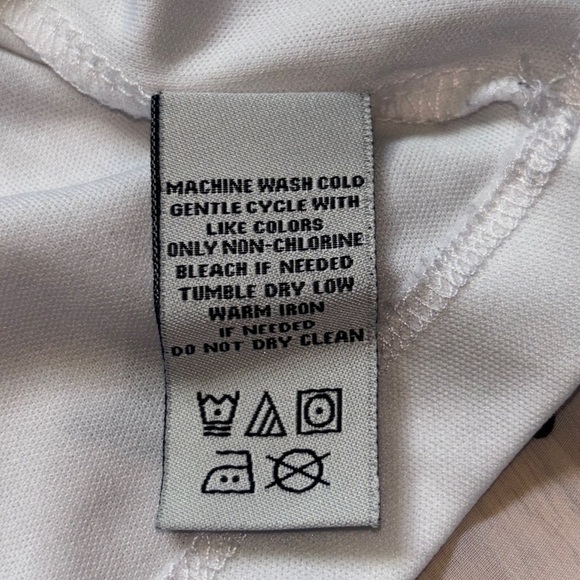 MACHINE WASH COLD
GENTLE CYCLE WITH
LIKE COLORS
ONLY NON-CHLORINE
BLEACH IF NEEDED
TUMBLE DRY LOW
WARM IRON
IF NEEDED
DO NOT DRY CLEAN